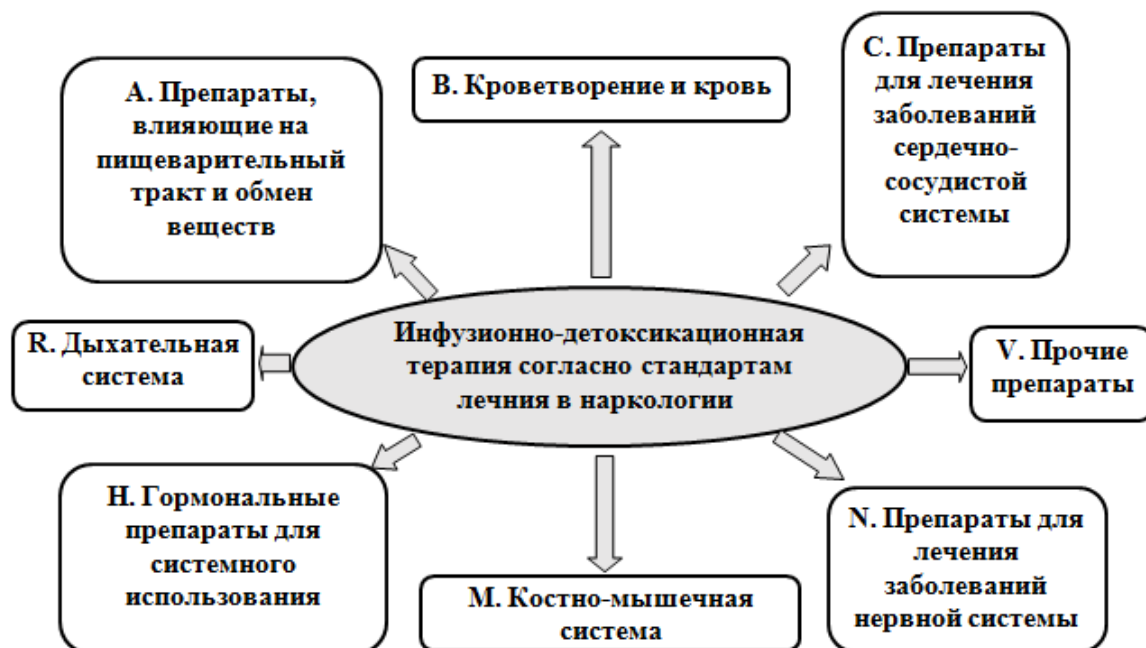 А. Препараты,
влияющие на
пищеварительный
тракт и обмен
веществ
В. Кроветворение и кровь
С. Препараты
для лечения
заболеваний
сердечно-
сосудистой
системы
R. Дыхательная
система
Инфузионно-детоксикационная
терапия согласно стандартам
лечния в наркологии
V. Прочие
препараты
Н. Гормональные
препараты для
системного
использования
М. Костно-мышечная
система
N. Препараты для
лечения
заболеваний
нервной системы